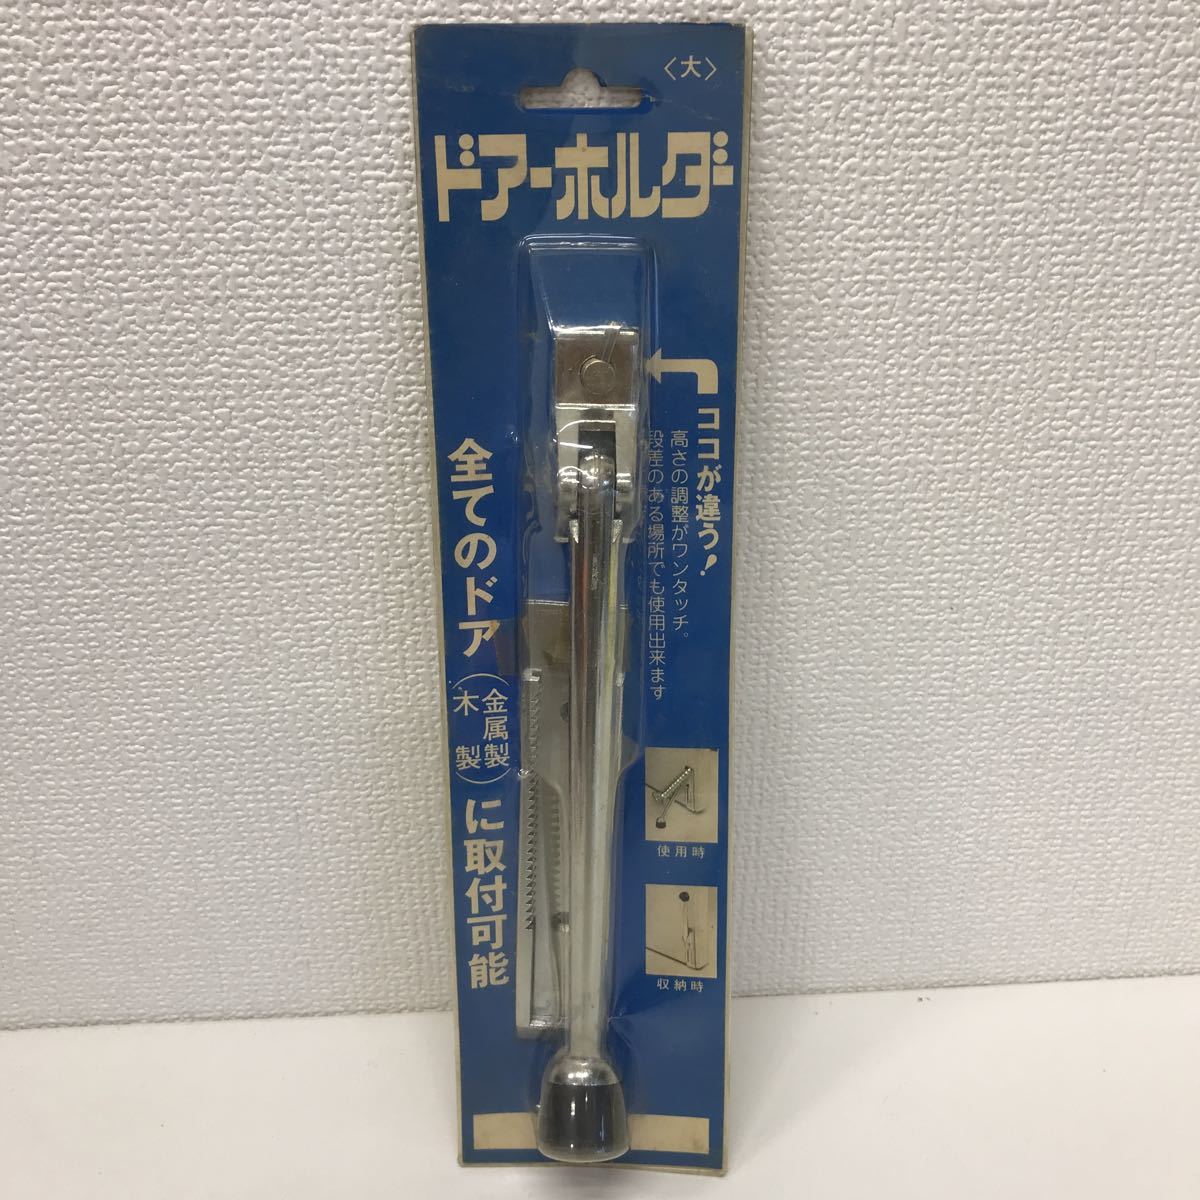 〈大〉
ドアーホルダー
ココが違う!
高さの調整がワンタッチ。
段差のある場所でも使用出来ます
全てのドア(金属製 木製)に取付可能
使用時
収納時